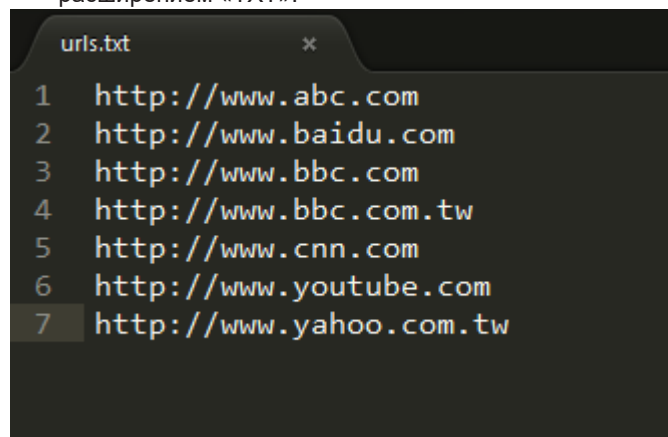 расширением «TXT».
urls.txt ×
1 http://www.abc.com
2 http://www.baidu.com
3 http://www.bbc.com
4 http://www.bbc.com.tw
5 http://www.cnn.com
6 http://www.youtube.com
7 http://www.yahoo.com.tw